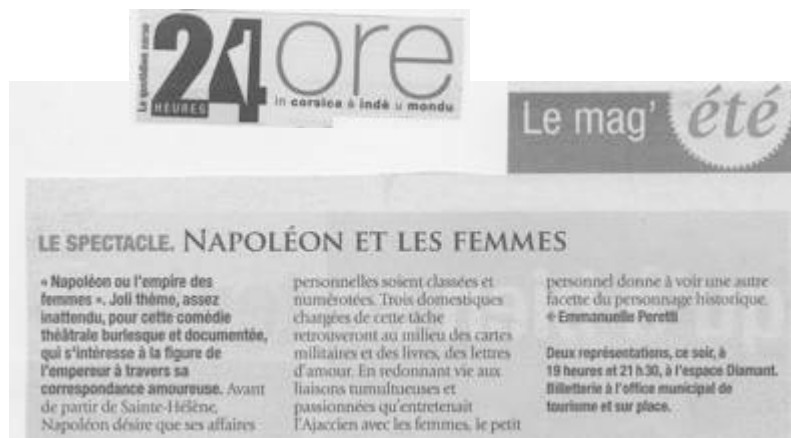 Le quotidien corse
24 ore
HEURES
in corsica è indè u mondu
Le mag' été
LE SPECTACLE. NAPOLÉON ET LES FEMMES
« Napoléon ou l'empire des
femmes ». Joli thème, assez
inattendu, pour cette comédie
théâtrale burlesque et documentée,
qui s'intéresse à la figure de
l'empereur à travers sa
correspondance amoureuse. Avant
de partir de Sainte-Hélène,
Napoléon désire que ses affaires
personnelles soient classées et
numérotées. Trois domestiques
chargées de cette tâche
retrouveront au milieu des cartes
militaires et des livres, des lettres
d'amour. En redonnant vie aux
liaisons tumultueuses et
passionnées qu'entretenait
l'Ajaccien avec les femmes, le petit
personnel donne à voir une autre
facette du personnage historique.
Emmanuelle Peretti
Deux représentations, ce soir, à
19 heures et 21 h 30, à l'espace Diamant.
Billetterie à l'office municipal de
tourisme et sur place.